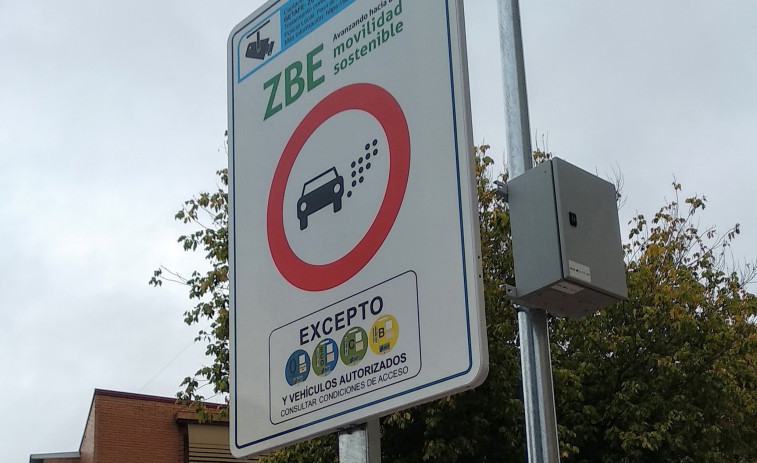 ZBE
Avanzando hacia
movilidad
sostenible
EXCEPTO
B
Y VEHÍCULOS AUTORIZADOS
CONSULTAR CONDICIONES DE ACCESO